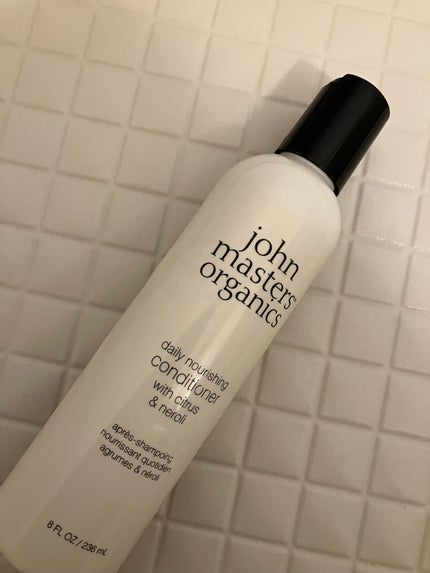 john
masters
organics
daily nourishing
conditioner
with citrus
& neroli
après-shampoing
nourrissant quotidien
agrumes & néroli
8 FL OZ / 236 mL